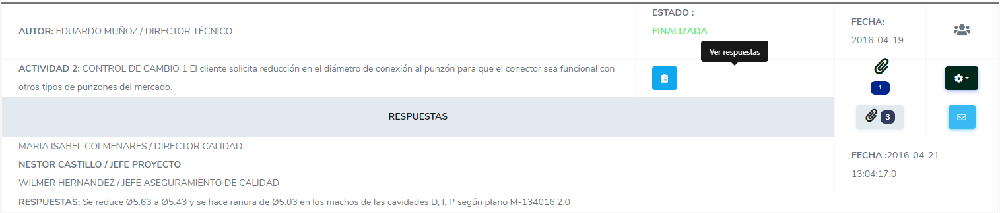 AUTOR: EDUARDO MUÑOZ / DIRECTOR TÉCNICO
ESTADO :
FINALIZADA
FECHA:
2016-04-19
Ver respuestas
ACTIVIDAD 2: CONTROL DE CAMBIO 1 El cliente solicita reducción en el diámetro de conexión al punzón para que el conector sea funcional con
otros tipos de punzones del mercado.
1
RESPUESTAS
3
MARIA ISABEL COLMENARES / DIRECTOR CALIDAD
NESTOR CASTILLO / JEFE PROYECTO
WILMER HERNANDEZ / JEFE ASEGURAMIENTO DE CALIDAD
FECHA :2016-04-21
13:04:17.0
RESPUESTAS: Se reduce Ø5.63 a Ø5.43 y se hace ranura de Ø5.03 en los machos de las cavidades D, I, P según plano M-134016.2.0